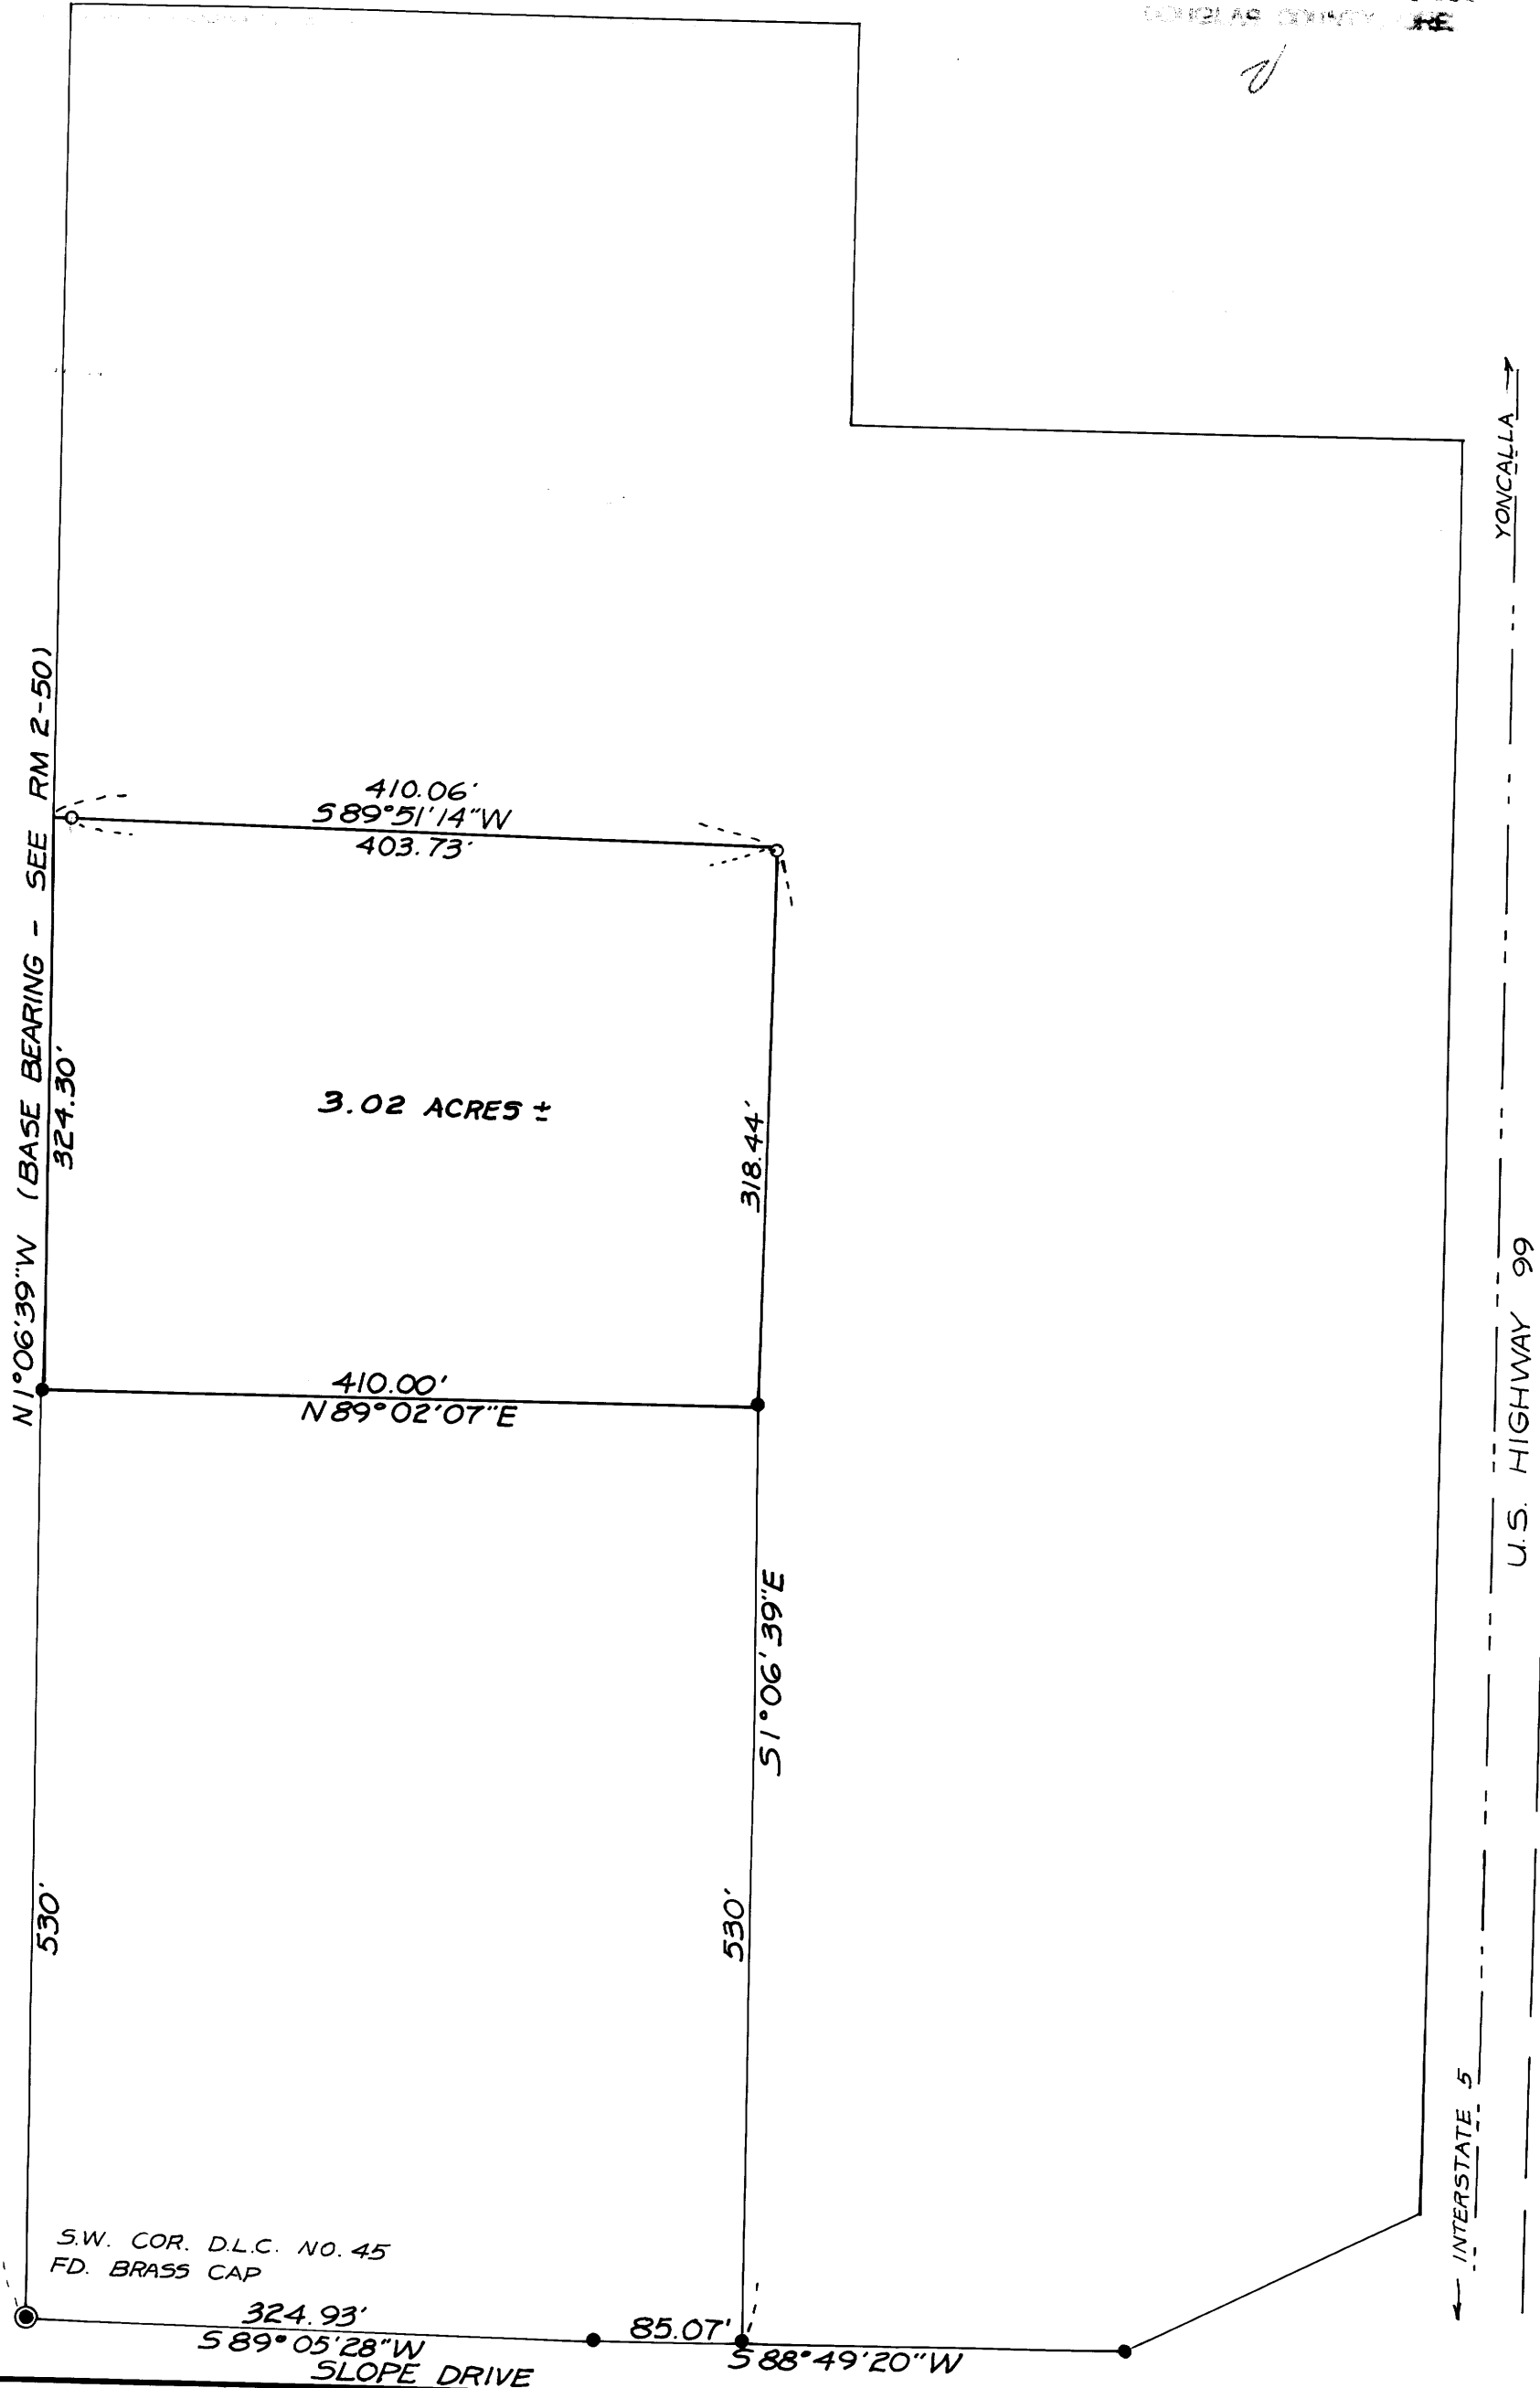 DOUGLAS COUNTY
YONCALLA
N 1°06'39"W (BASE BEARING - SEE RM 2-50)
410.06'
S 89°51'14"W
403.73'
324.30'
3.02 ACRES ±
318.44'
410.00'
N 89°02'07"E
U.S. HIGHWAY 99
S 1°06'39"E
530'
530'
INTERSTATE 5
S.W. COR. D.L.C. NO. 45
FD. BRASS CAP
324.93'
S 89°05'28"W
85.07'
S 88°49'20"W
SLOPE DRIVE